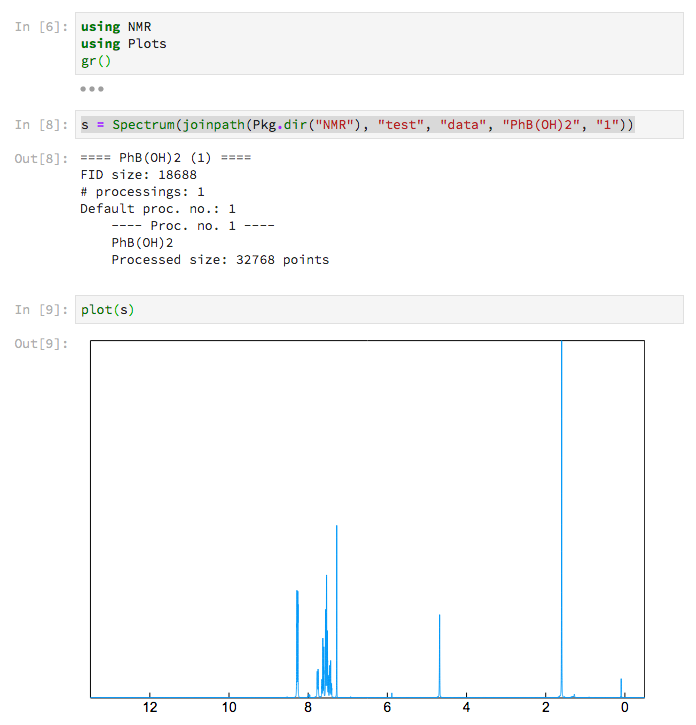 In [6]: using NMR
using Plots
gr()
In [8]: s = Spectrum(joinpath(Pkg.dir("NMR"), "test", "data", "PhB(OH)2", "1"))
Out[8]: ==== PhB(OH)2 (1) ====
FID size: 18688
# processings: 1
Default proc. no.: 1
---- Proc. no. 1 ----
PhB(OH)2
Processed size: 32768 points
In [9]: plot(s)
Out[9]:
12 10 8 6 4 2 0